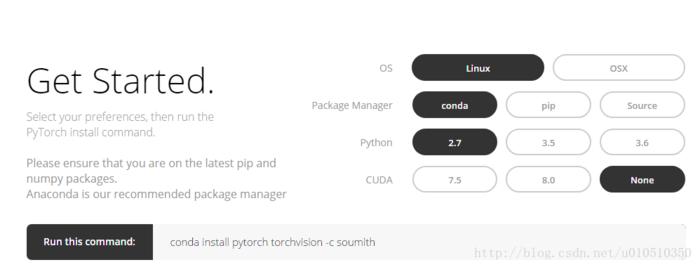 Get Started.
Select your preferences, then run the
PyTorch install command.
Please ensure that you are on the latest pip and
numpy packages.
Anaconda is our recommended package manager
OS Linux OSX
Package Manager conda pip Source
Python 2.7 3.5 3.6
CUDA 7.5 8.0 None
Run this command: conda install pytorch torchvision -c soumith
http://blog.csdn.net/u010510350